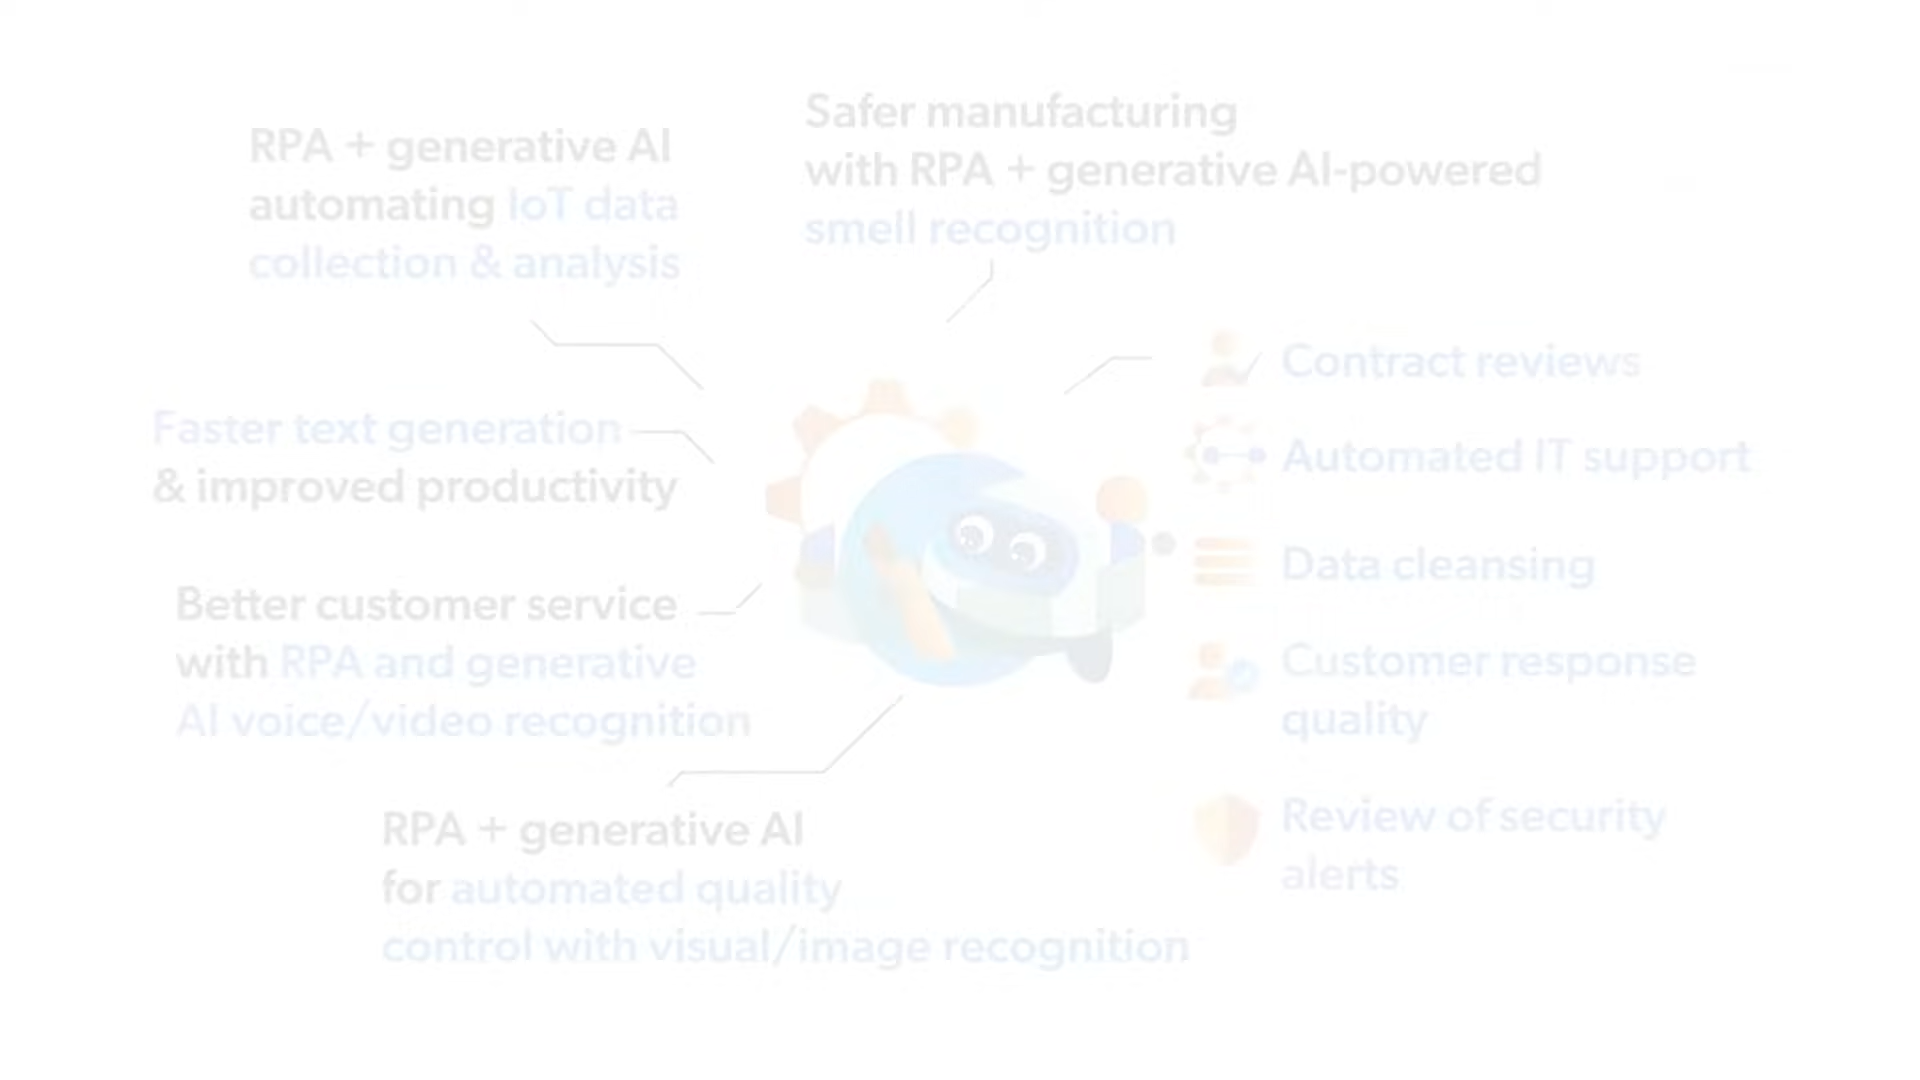 RPA + generative AI
automating IoT data
collection & analysis
Safer manufacturing
with RPA + generative AI-powered
smell recognition
Faster text generation
& improved productivity
Better customer service
with RPA and generative
AI voice/video recognition
RPA + generative AI
for automated quality
control with visual/image recognition
Contract reviews
Automated IT support
Data cleansing
Customer response
quality
Review of security
alerts